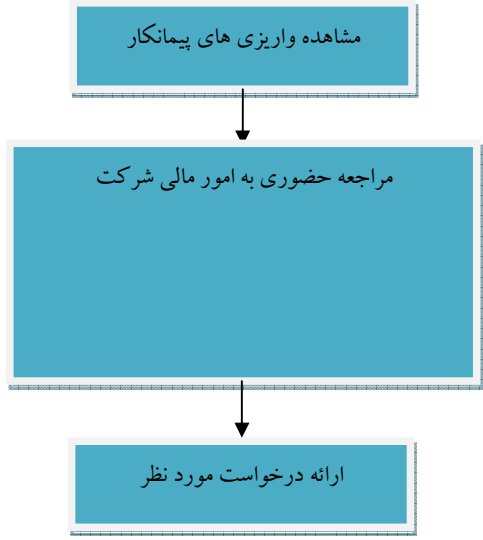 مشاهده واریزی های پیمانکار
مراجعه حضوری به امور مالی شرکت
ارائه درخواست مورد نظر